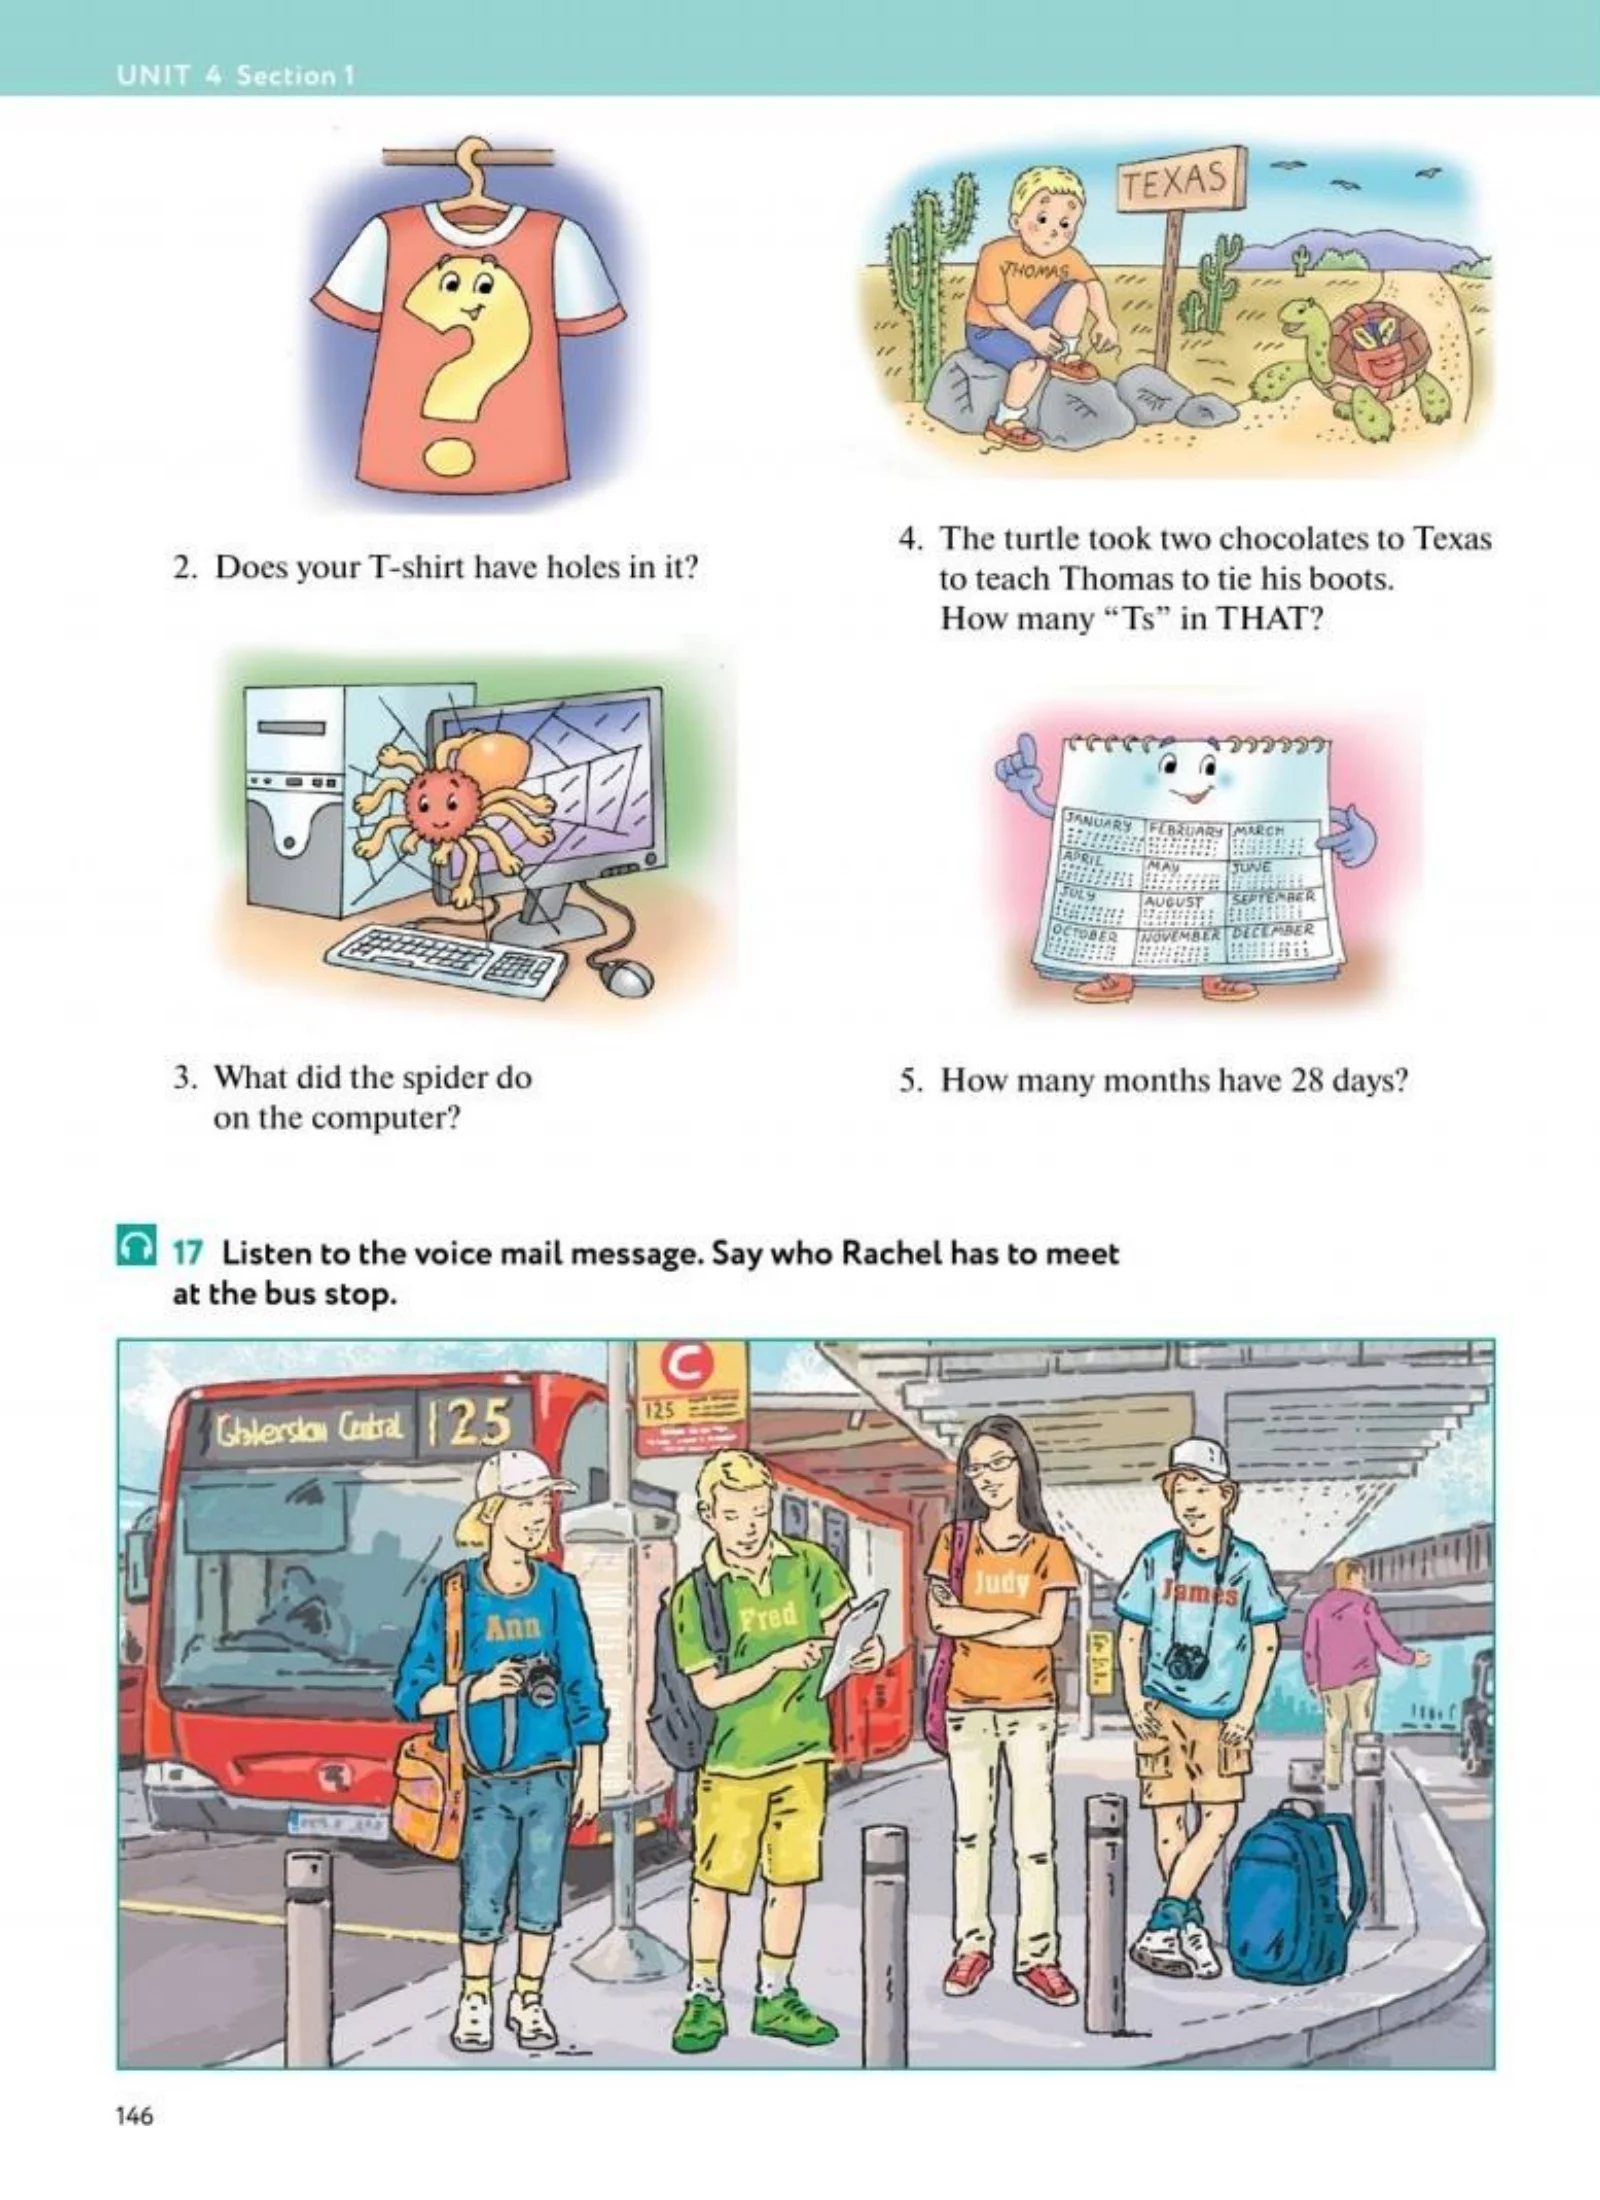 UNIT 4 Section 1
2. Does your T-shirt have holes in it?
TEXAS
THOMAS
4. The turtle took two chocolates to Texas
to teach Thomas to tie his boots.
How many “Ts” in THAT?
3. What did the spider do
on the computer?
JANUARY FEBRUARY MARCH
APRIL MAY JUNE
JULY AUGUST SEPTEMBER
OCTOBER NOVEMBER DECEMBER
5. How many months have 28 days?
17 Listen to the voice mail message. Say who Rachel has to meet
at the bus stop.
C
125
Central 125
Ann
Fred
Judy
James
146